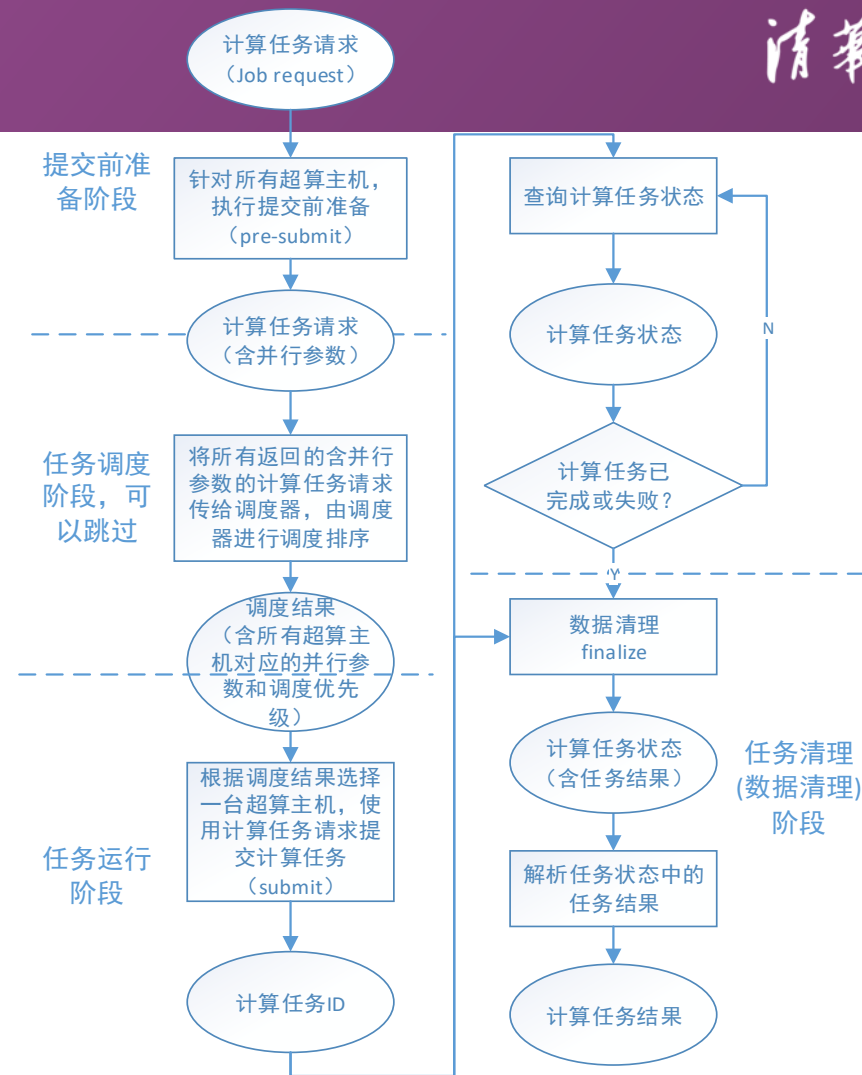 清華
计算任务请求
（Job request）
提交前准
备阶段
针对所有超算主机，
执行提交前准备
（pre-submit）
计算任务请求
（含并行参数）
任务调度
阶段，可
以跳过
将所有返回的含并行
参数的计算任务请求
传给调度器，由调度
器进行调度排序
调度结果
（含所有超算主
机对应的并行参
数和调度优先
级）
任务运行
阶段
根据调度结果选择
一台超算主机，使
用计算任务请求提
交计算任务
（submit）
计算任务ID
查询计算任务状态
计算任务状态
N
计算任务已
完成或失败？
Y
数据清理
finalize
计算任务状态
（含任务结果）
任务清理
(数据清理)
阶段
解析任务状态中的
任务结果
计算任务结果